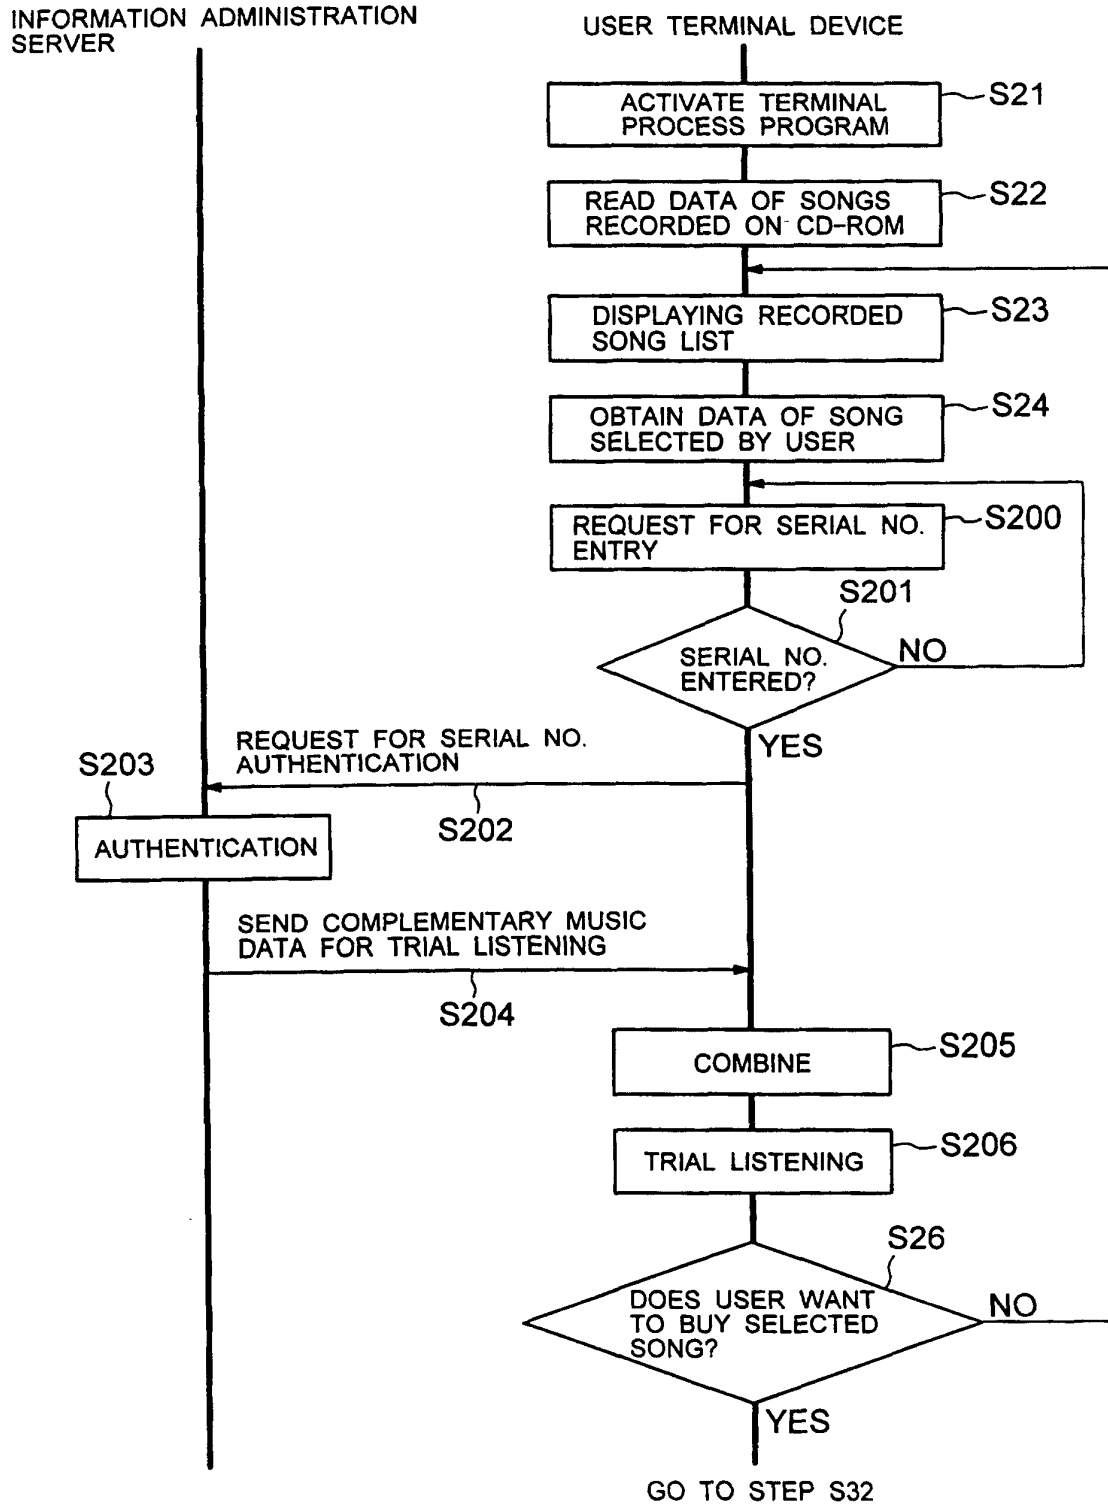 INFORMATION ADMINISTRATION
SERVER
USER TERMINAL DEVICE
ACTIVATE TERMINAL
PROCESS PROGRAM
S21
READ DATA OF SONGS
RECORDED ON CD-ROM
S22
DISPLAYING RECORDED
SONG LIST
S23
OBTAIN DATA OF SONG
SELECTED BY USER
S24
REQUEST FOR SERIAL NO.
ENTRY
S200
S201
SERIAL NO.
ENTERED?
NO
YES
REQUEST FOR SERIAL NO.
AUTHENTICATION
S202
S203
AUTHENTICATION
SEND COMPLEMENTARY MUSIC
DATA FOR TRIAL LISTENING
S204
COMBINE
S205
TRIAL LISTENING
S206
S26
DOES USER WANT
TO BUY SELECTED
SONG?
NO
YES
GO TO STEP S32